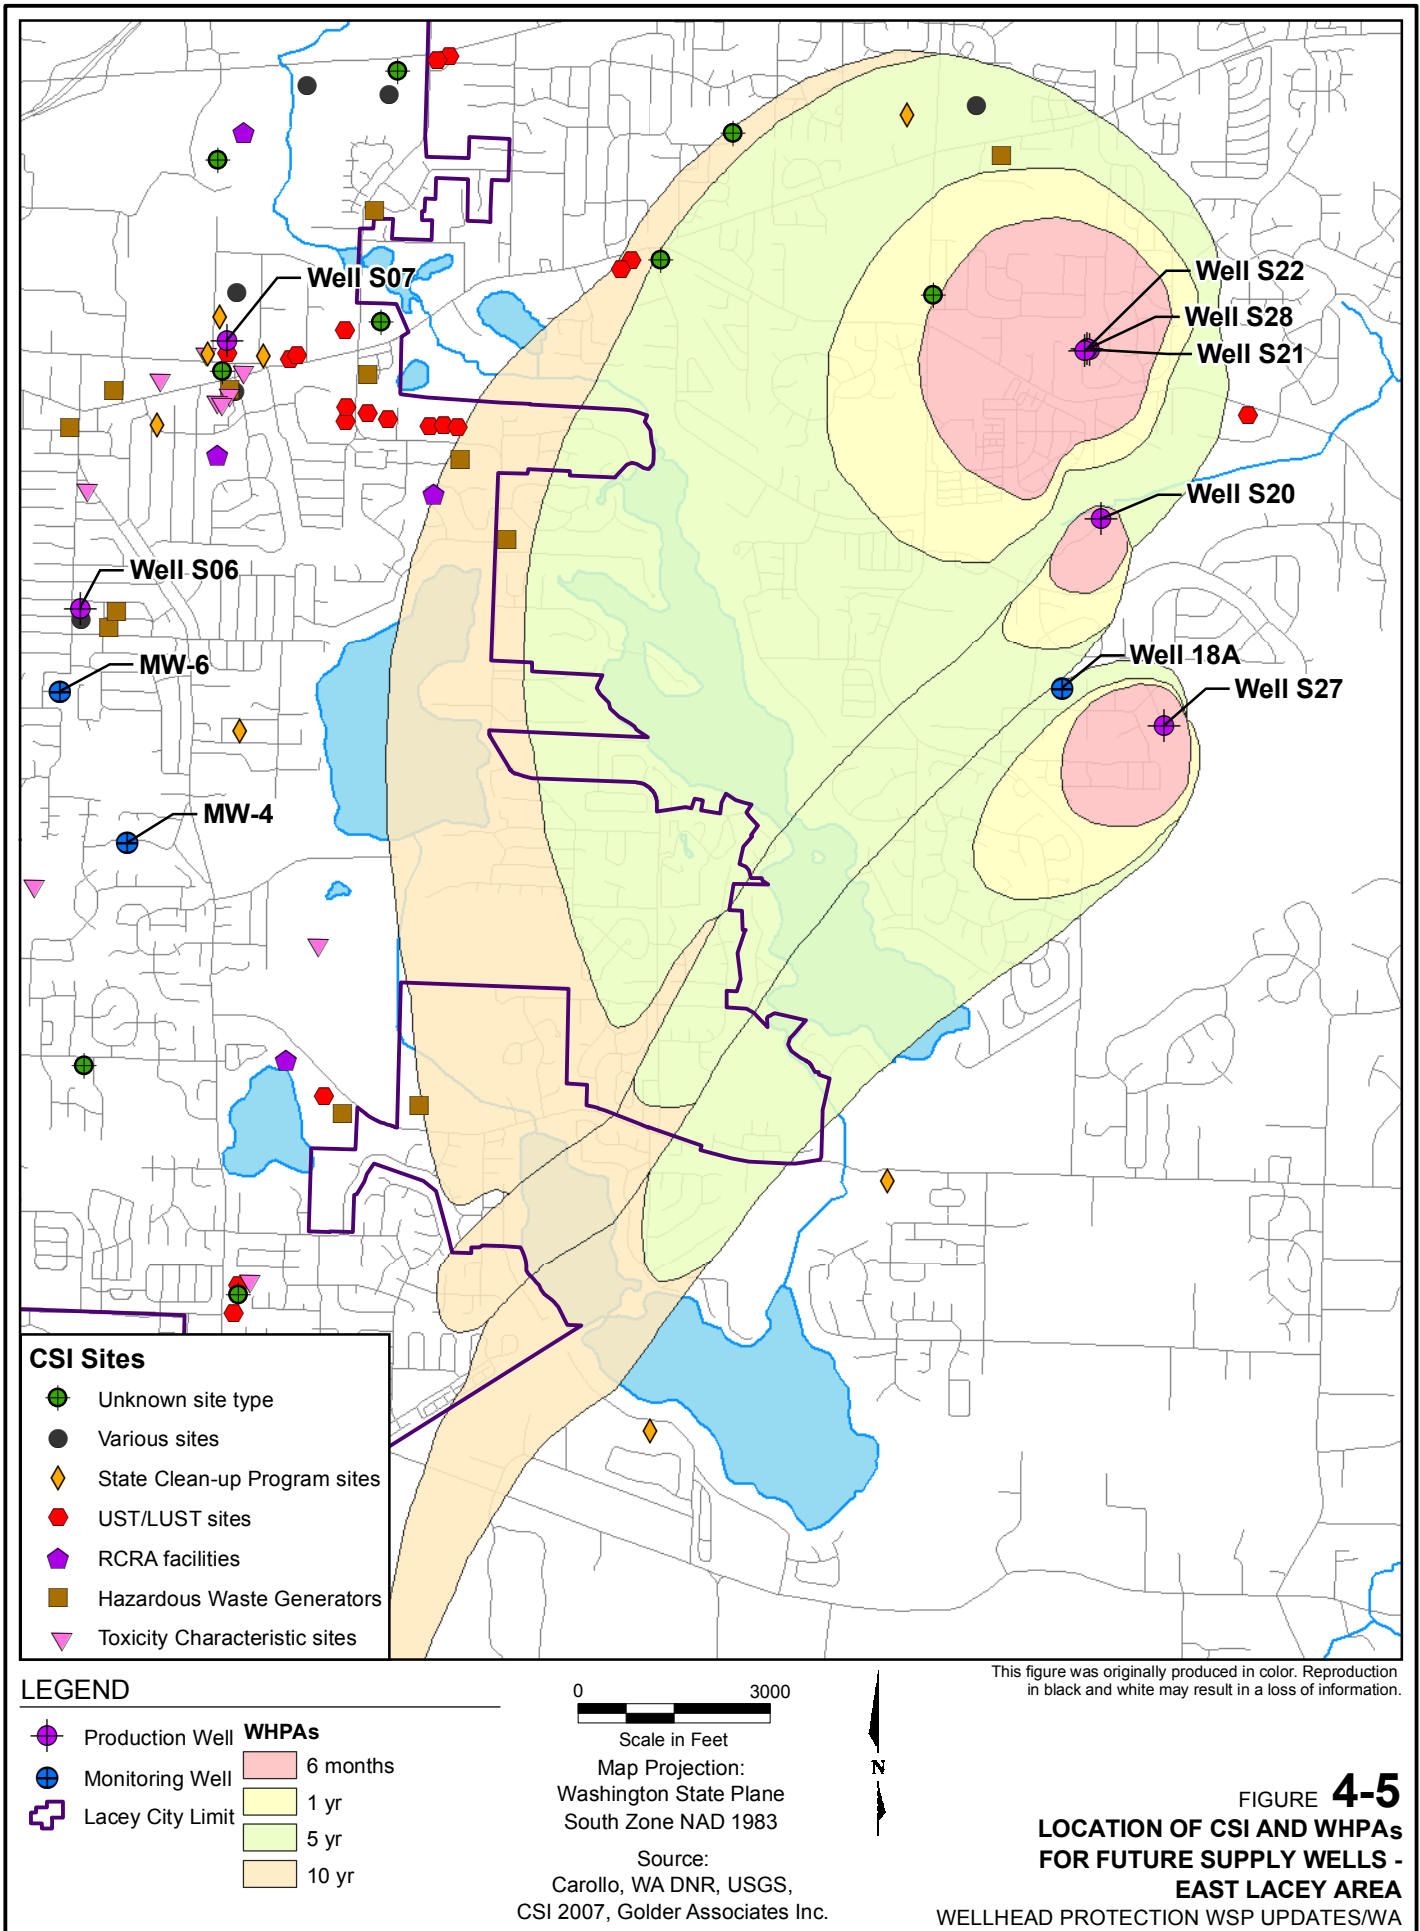 Well S07
Well S22
Well S28
Well S21
Well S20
Well S06
MW-6
Well 18A
Well S27
MW-4
CSI Sites
Unknown site type
Various sites
State Clean-up Program sites
UST/LUST sites
RCRA facilities
Hazardous Waste Generators
Toxicity Characteristic sites
LEGEND
Production Well
Monitoring Well
Lacey City Limit
WHPAs
6 months
1 yr
5 yr
10 yr
0 3000
Scale in Feet
Map Projection:
Washington State Plane
South Zone NAD 1983
Source:
Carollo, WA DNR, USGS,
CSI 2007, Golder Associates Inc.
N
This figure was originally produced in color. Reproduction
in black and white may result in a loss of information.
FIGURE 4-5
LOCATION OF CSI AND WHPAs
FOR FUTURE SUPPLY WELLS -
EAST LACEY AREA
WELLHEAD PROTECTION WSP UPDATES/WA